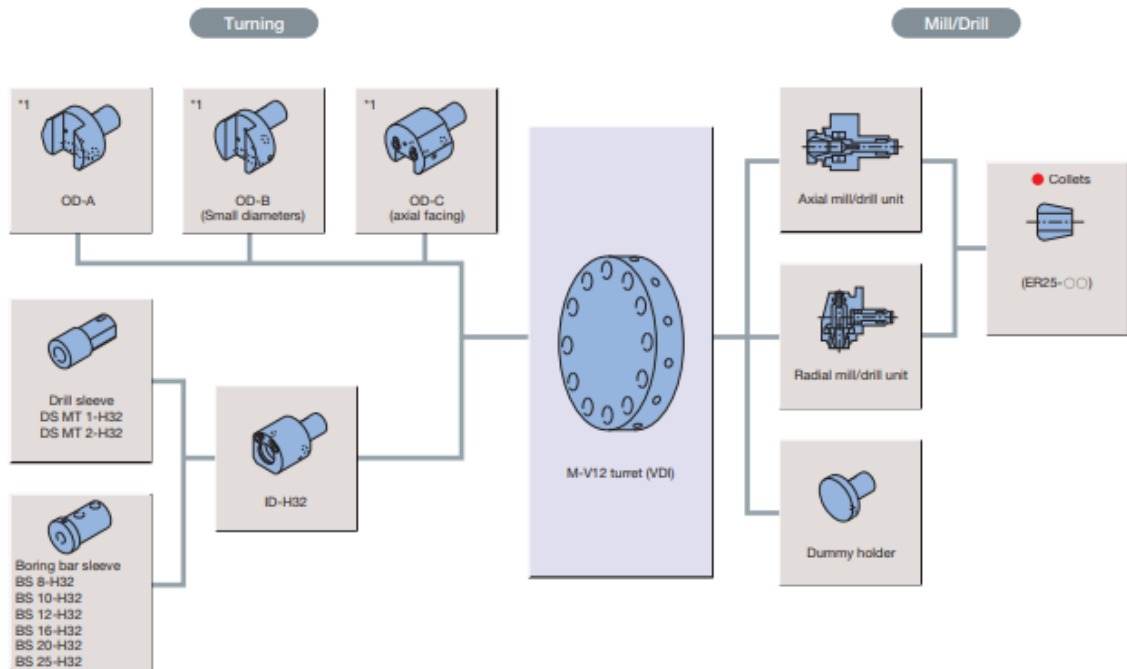 Turning
Mill/Drill
*1
OD-A
*1
OD-B
(Small diameters)
*1
OD-C
(axial facing)
Axial mill/drill unit
● Collets
(ER25-○○)
Drill sleeve
DS MT 1-H32
DS MT 2-H32
ID-H32
M-V12 turret (VDI)
Radial mill/drill unit
Boring bar sleeve
BS 8-H32
BS 10-H32
BS 12-H32
BS 16-H32
BS 20-H32
BS 25-H32
Dummy holder